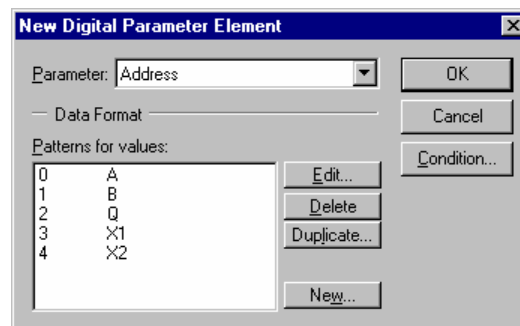 New Digital Parameter Element
Parameter: Address
OK
Data Format
Cancel
Patterns for values:
Condition...
0 A
1 B
2 Q
3 X1
4 X2
Edit...
Delete
Duplicate...
New...